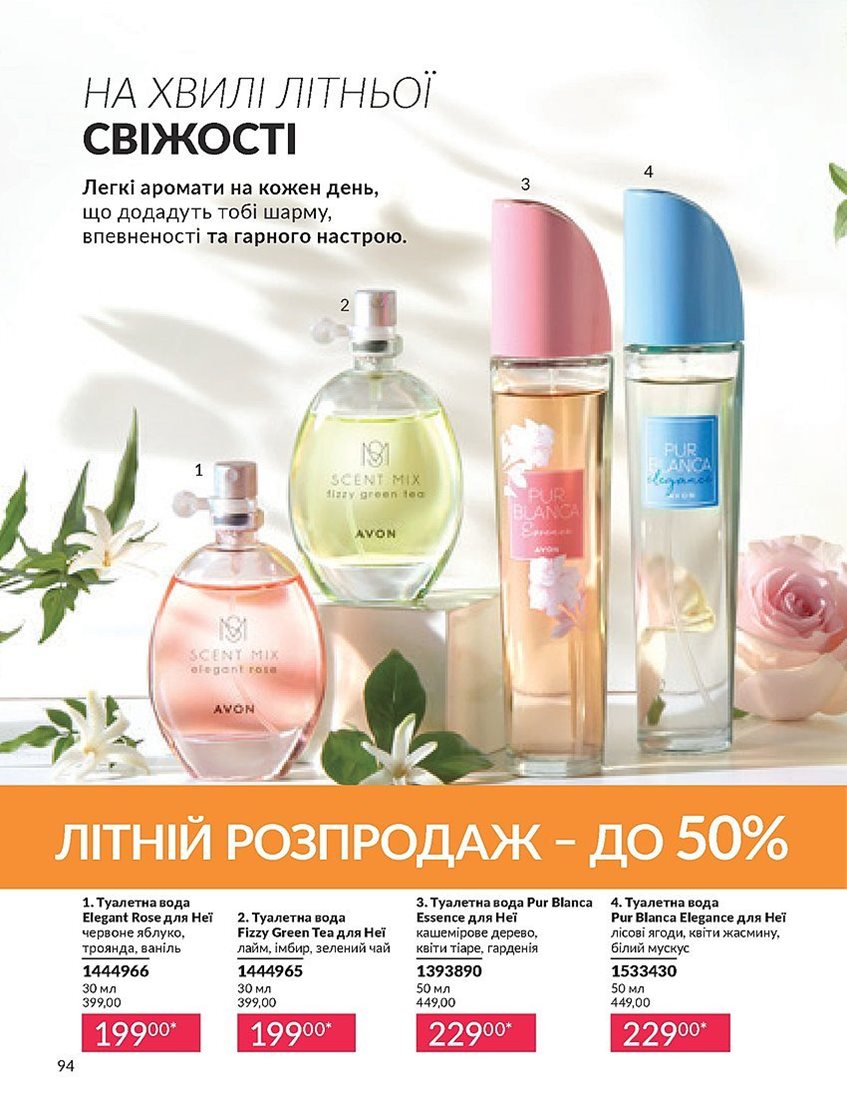 НА ХВИЛІ ЛІТНЬОЇ
СВІЖОСТІ
Легкі аромати на кожен день,
що додадуть тобі шарму,
впевненості та гарного настрою.
1
2
3
4
SCENT MIX
elegant rose
AVON
SCENT MIX
fizzy green tea
AVON
PUR
BLANCA
Essence
AVON
PUR
BLANCA
elegance
AVON
ЛІТНІЙ РОЗПРОДАЖ – ДО 50%
1. Туалетна вода
Elegant Rose для Неї
червоне яблуко,
троянда, ваніль
1444966
30 мл
399,00
19900*
2. Туалетна вода
Fizzy Green Tea для Неї
лайм, імбир, зелений чай
1444965
30 мл
399,00
19900*
3. Туалетна вода Pur Blanca
Essence для Неї
кашемірове дерево,
квіти тіаре, гарденія
1393890
50 мл
449,00
22900*
4. Туалетна вода
Pur Blanca Elegance для Неї
лісові ягоди, квіти жасмину,
білий мускус
1533430
50 мл
449,00
22900*
94